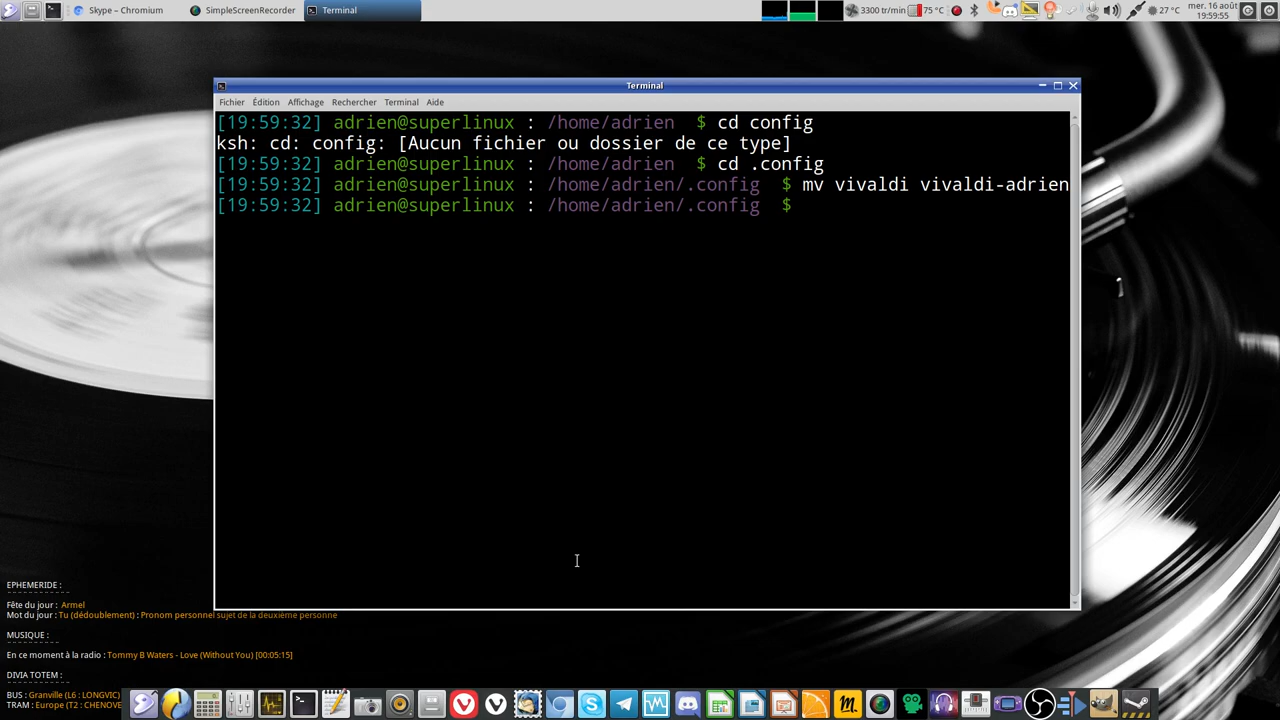 Skype – Chromium
SimpleScreenRecorder
Terminal
3300 tr/min
75 °C
27 °C
mer. 16 août
19:59:55
Terminal
Fichier Édition Affichage Rechercher Terminal Aide
[19:59:32] adrien@superlinux : /home/adrien $ cd config
ksh: cd: config: [Aucun fichier ou dossier de ce type]
[19:59:32] adrien@superlinux : /home/adrien $ cd .config
[19:59:32] adrien@superlinux : /home/adrien/.config $ mv vivaldi vivaldi-adrien
[19:59:32] adrien@superlinux : /home/adrien/.config $
EPHEMERIDE :
Fête du jour : Armel
Mot du jour : Tu (dédoublement) : Pronom personnel sujet de la deuxième personne
MUSIQUE :
En ce moment à la radio : Tommy B Waters - Love (Without You) [00:05:15]
DIVIA TOTEM :
BUS : Granville (L6 : LONGVIC)
TRAM : Europe (T2 : CHENOVE